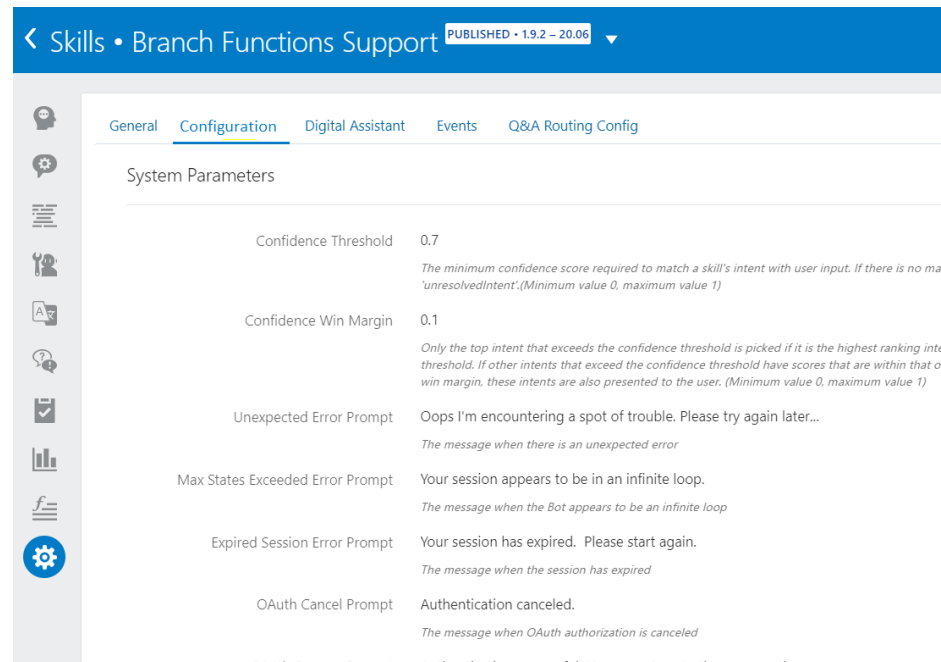 Skills • Branch Functions Support PUBLISHED • 1.9.2 – 20.06
General Configuration Digital Assistant Events Q&A Routing Config
System Parameters
Confidence Threshold 0.7
The minimum confidence score required to match a skill's intent with user input. If there is no ma
'unresolvedIntent'.(Minimum value 0, maximum value 1)
Confidence Win Margin 0.1
Only the top intent that exceeds the confidence threshold is picked if it is the highest ranking inte
threshold. If other intents that exceed the confidence threshold have scores that are within that o
win margin, these intents are also presented to the user. (Minimum value 0, maximum value 1)
Unexpected Error Prompt Oops I'm encountering a spot of trouble. Please try again later...
The message when there is an unexpected error
Max States Exceeded Error Prompt Your session appears to be in an infinite loop.
The message when the Bot appears to be an infinite loop
Expired Session Error Prompt Your session has expired.  Please start again.
The message when the session has expired
OAuth Cancel Prompt Authentication canceled.
The message when OAuth authorization is canceled